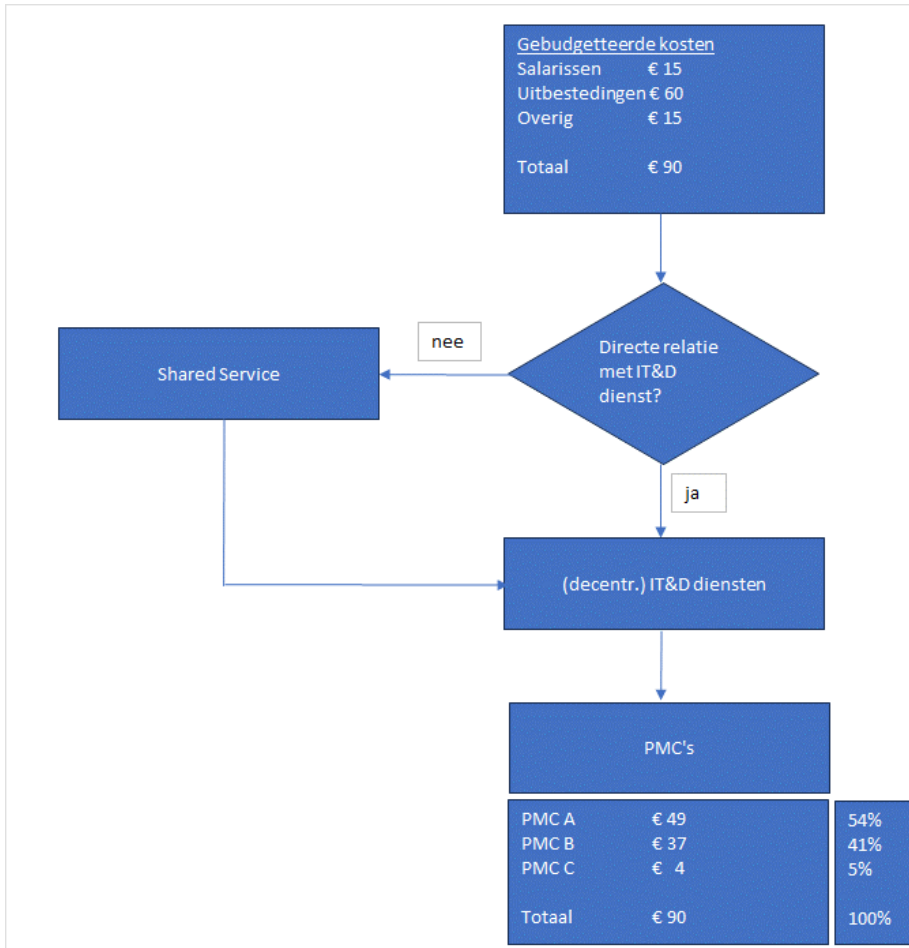 Gebudgetteerde kosten
Salarissen € 15
Uitbestedingen € 60
Overig € 15
Totaal € 90
nee
Directe relatie
met IT&D
dienst?
Shared Service
ja
(decentr.) IT&D diensten
PMC's
PMC A € 49 54%
PMC B € 37 41%
PMC C € 4 5%
Totaal € 90 100%